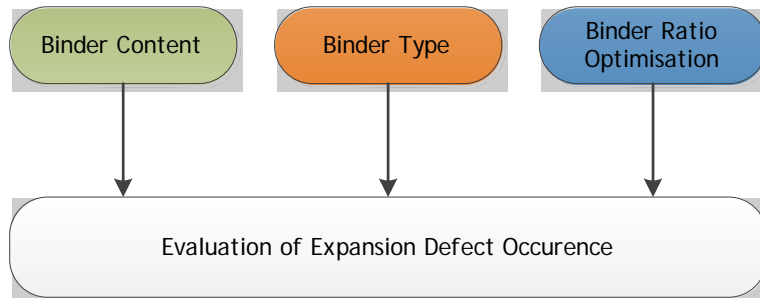 Binder Content
Binder Type
Binder Ratio
Optimisation
Evaluation of Expansion Defect Occurence